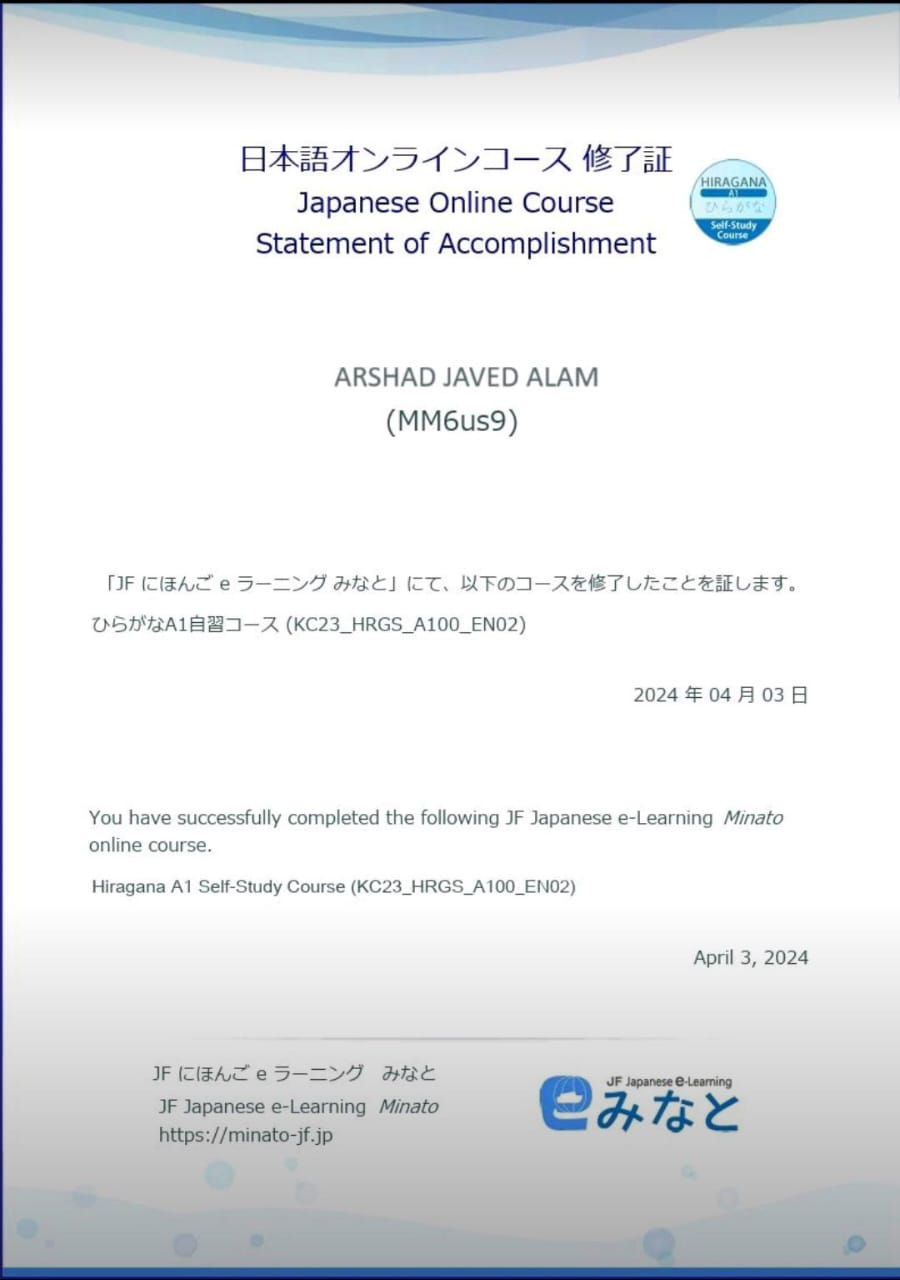 日本語オンラインコース 修了証
Japanese Online Course
Statement of Accomplishment
HIRAGANA
A1
ひらがな
Self-Study
Course
ARSHAD JAVED ALAM
(MM6us9)
「JF にほんご e ラーニング みなと」にて、以下のコースを修了したことを証します。
ひらがなA1自習コース (KC23_HRGS_A100_EN02)
2024 年 04 月 03 日
You have successfully completed the following JF Japanese e-Learning Minato
online course.
Hiragana A1 Self-Study Course (KC23_HRGS_A100_EN02)
April 3, 2024
JF にほんご e ラーニング みなと
JF Japanese e-Learning Minato
https://minato-jf.jp
JF Japanese e-Learning
eみなと